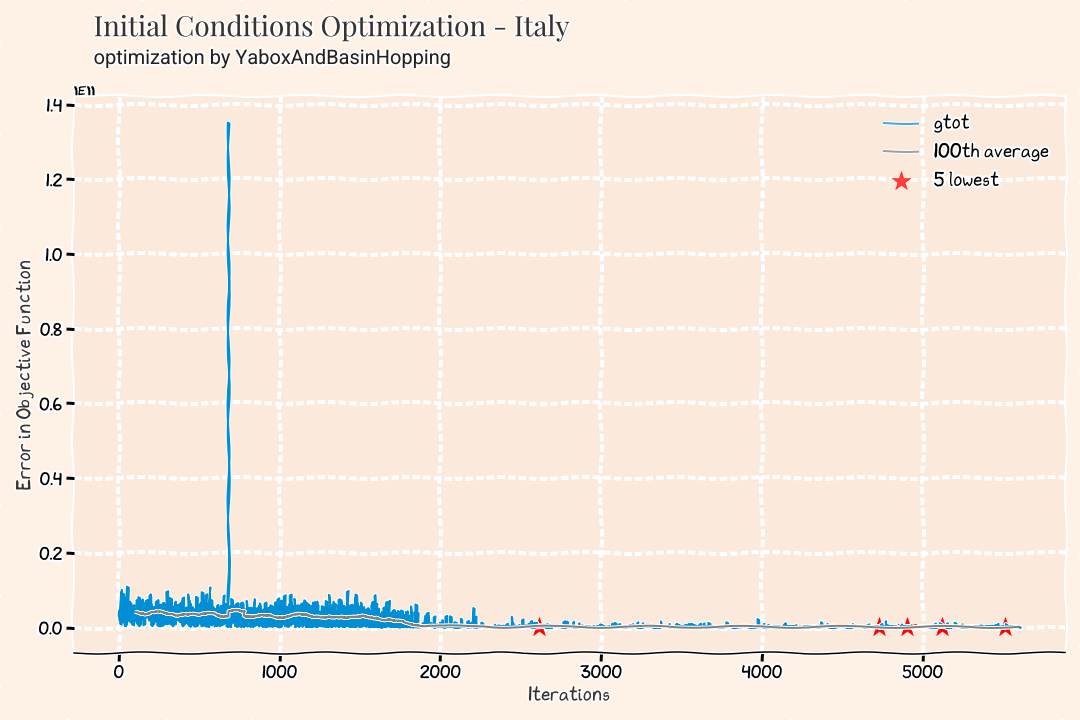 Initial Conditions Optimization - Italy
optimization by YaboxAndBasinHopping
1E11
1.4
1.2
1.0
0.8
0.6
0.4
0.2
0.0
Error in Objective Function
gtot
100th average
5 lowest
0 1000 2000 3000 4000 5000
Iterations